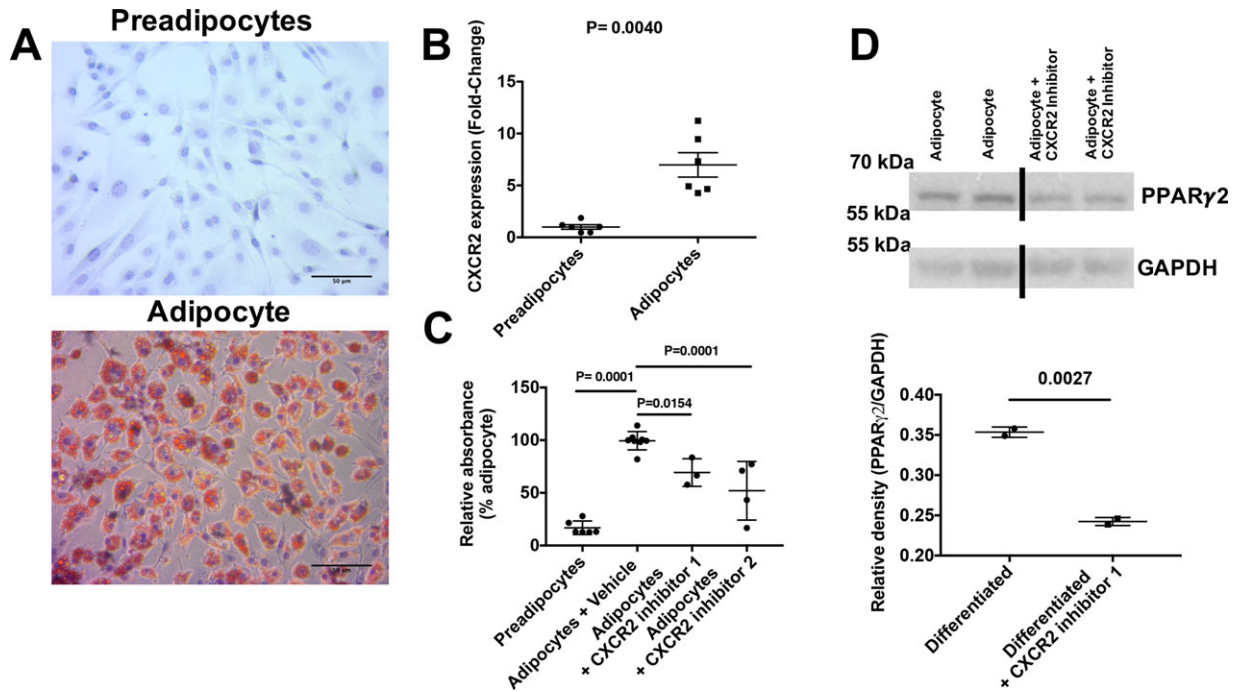 A
Preadipocytes
50 µm
Adipocyte
B
P= 0.0040
CXCR2 expression (Fold-Change)
15
10
5
0
Preadipocytes
Adipocytes
C
P=0.0001
P= 0.0001
P=0.0154
Relative absorbance
(% adipocyte)
150
100
50
0
Preadipocytes
Adipocytes + Vehicle
Adipocytes
+ CXCR2 inhibitor 1
Adipocytes
+ CXCR2 inhibitor 2
D
Adipocyte
Adipocyte
Adipocyte +
CXCR2 Inhibitor
Adipocyte +
CXCR2 Inhibitor
70 kDa
PPARγ2
55 kDa
55 kDa
GAPDH
0.0027
Relative density (PPARγ2/GAPDH)
0.40
0.35
0.30
0.25
0.20
Differentiated
Differentiated
+ CXCR2 inhibitor 1